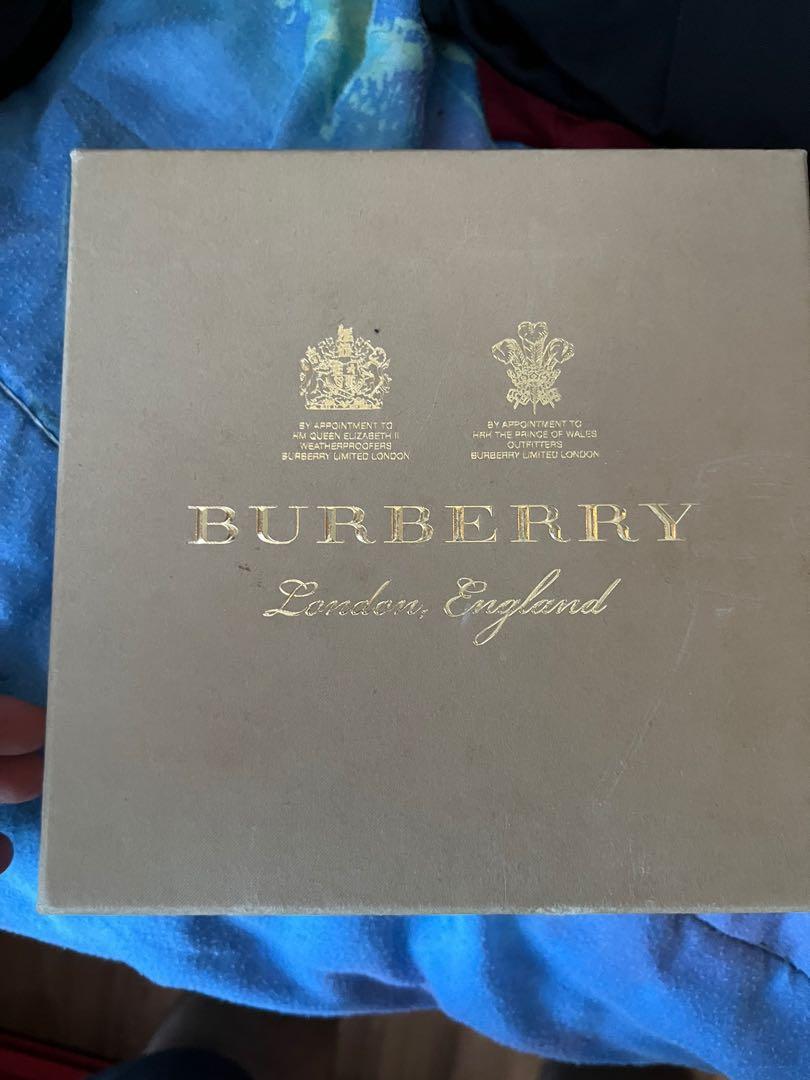 BY APPOINTMENT TO
HM QUEEN ELIZABETH II
WEATHERPROOFERS
BURBERRY LIMITED LONDON
BY APPOINTMENT TO
HRH THE PRINCE OF WALES
OUTFITTERS
BURBERRY LIMITED LONDON
BURBERRY
London, England